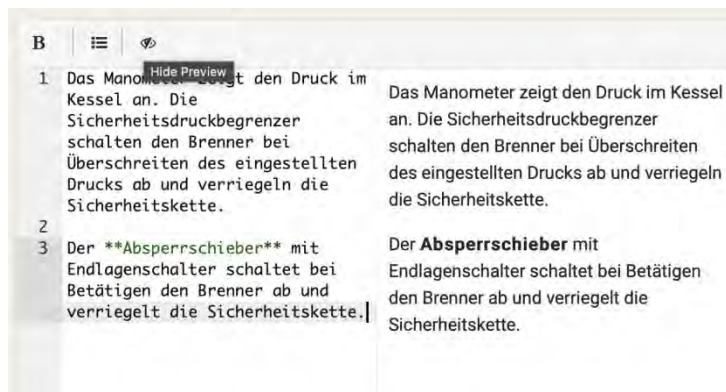 B
Hide Preview
1 Das Manometer zeigt den Druck im
Kessel an. Die
Sicherheitsdruckbegrenzer
schalten den Brenner bei
Überschreiten des eingestellten
Drucks ab und verriegeln die
Sicherheitskette.
2
3 Der **Absperrschieber** mit
Endlagenschalter schaltet bei
Betätigen den Brenner ab und
verriegelt die Sicherheitskette.
Das Manometer zeigt den Druck im Kessel
an. Die Sicherheitsdruckbegrenzer
schalten den Brenner bei Überschreiten
des eingestellten Drucks ab und verriegeln
die Sicherheitskette.
Der Absperrschieber mit
Endlagenschalter schaltet bei Betätigen
den Brenner ab und verriegelt die
Sicherheitskette.